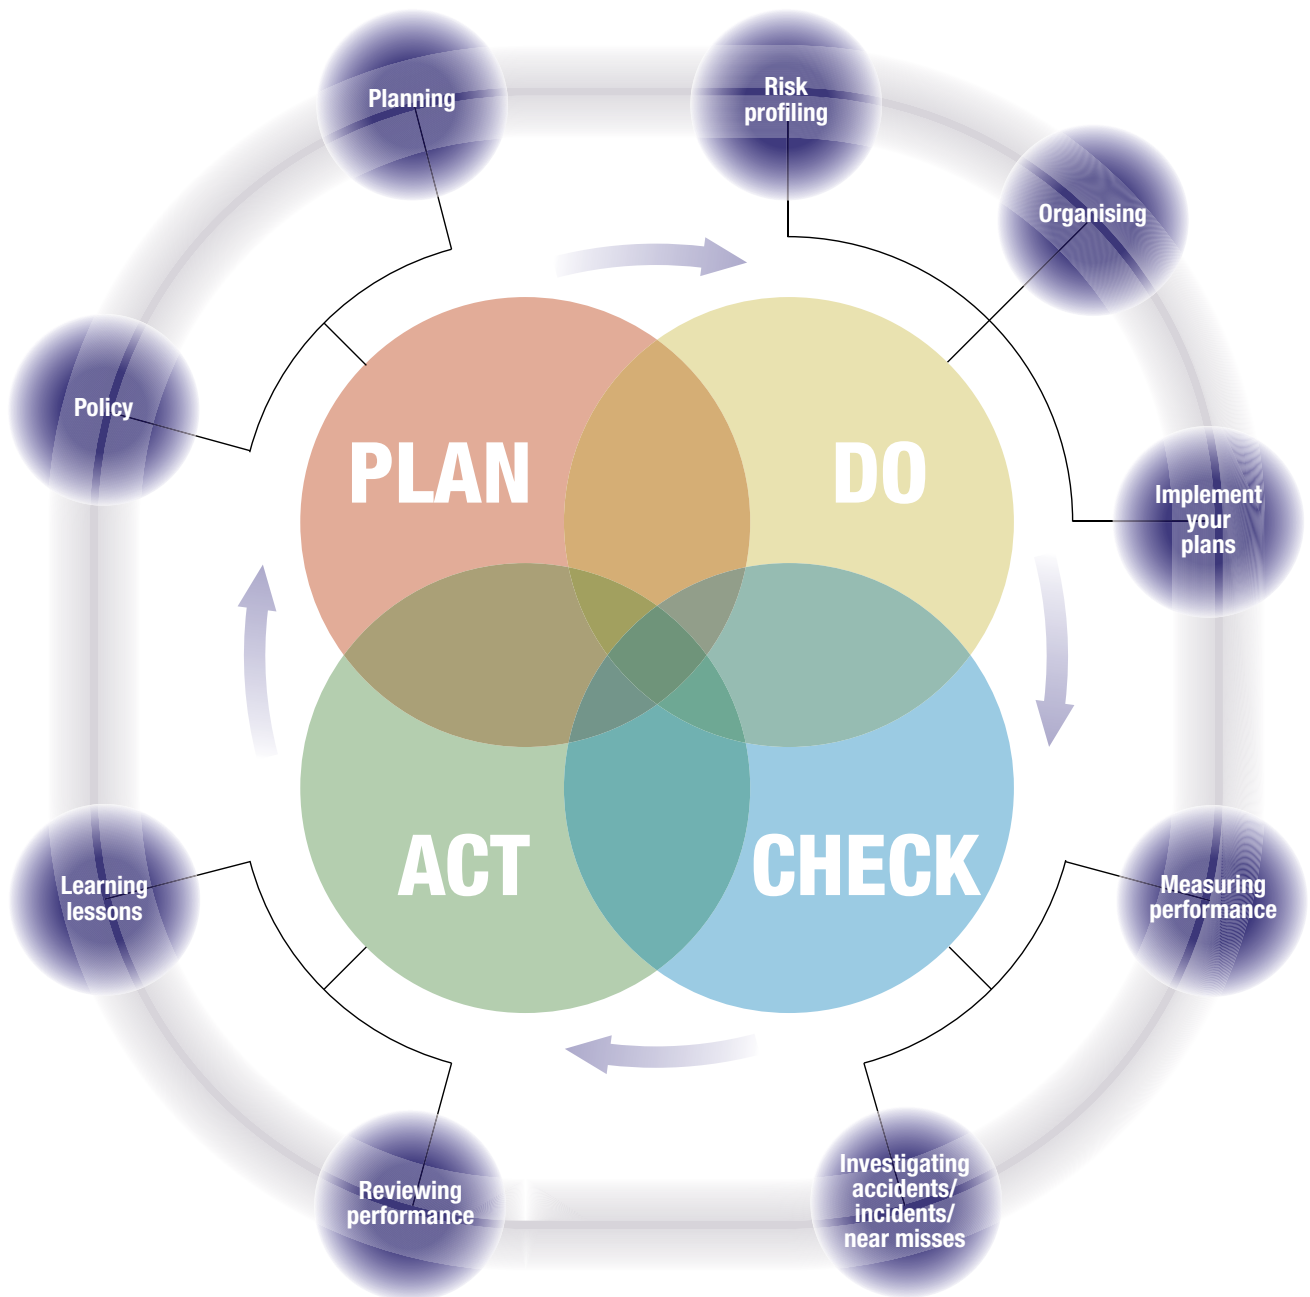 Planning
Risk
profiling
Organising
Policy
PLAN
DO
Implement
your
plans
ACT
CHECK
Learning
lessons
Measuring
performance
Reviewing
performance
Investigating
accidents/
incidents/
near misses